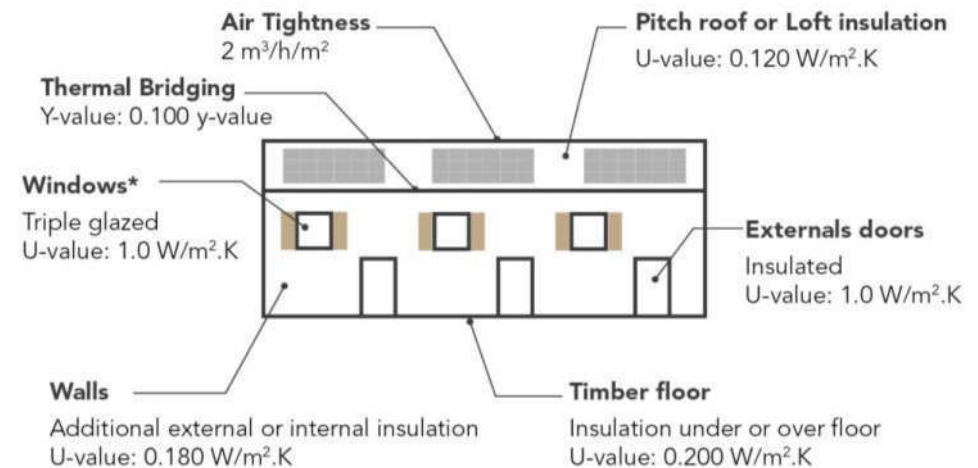 Air Tightness
2 m³/h/m²
Pitch roof or Loft insulation
U-value: 0.120 W/m².K
Thermal Bridging
Y-value: 0.100 y-value
Windows*
Triple glazed
U-value: 1.0 W/m².K
Externals doors
Insulated
U-value: 1.0 W/m².K
Walls
Additional external or internal insulation
U-value: 0.180 W/m².K
Timber floor
Insulation under or over floor
U-value: 0.200 W/m².K